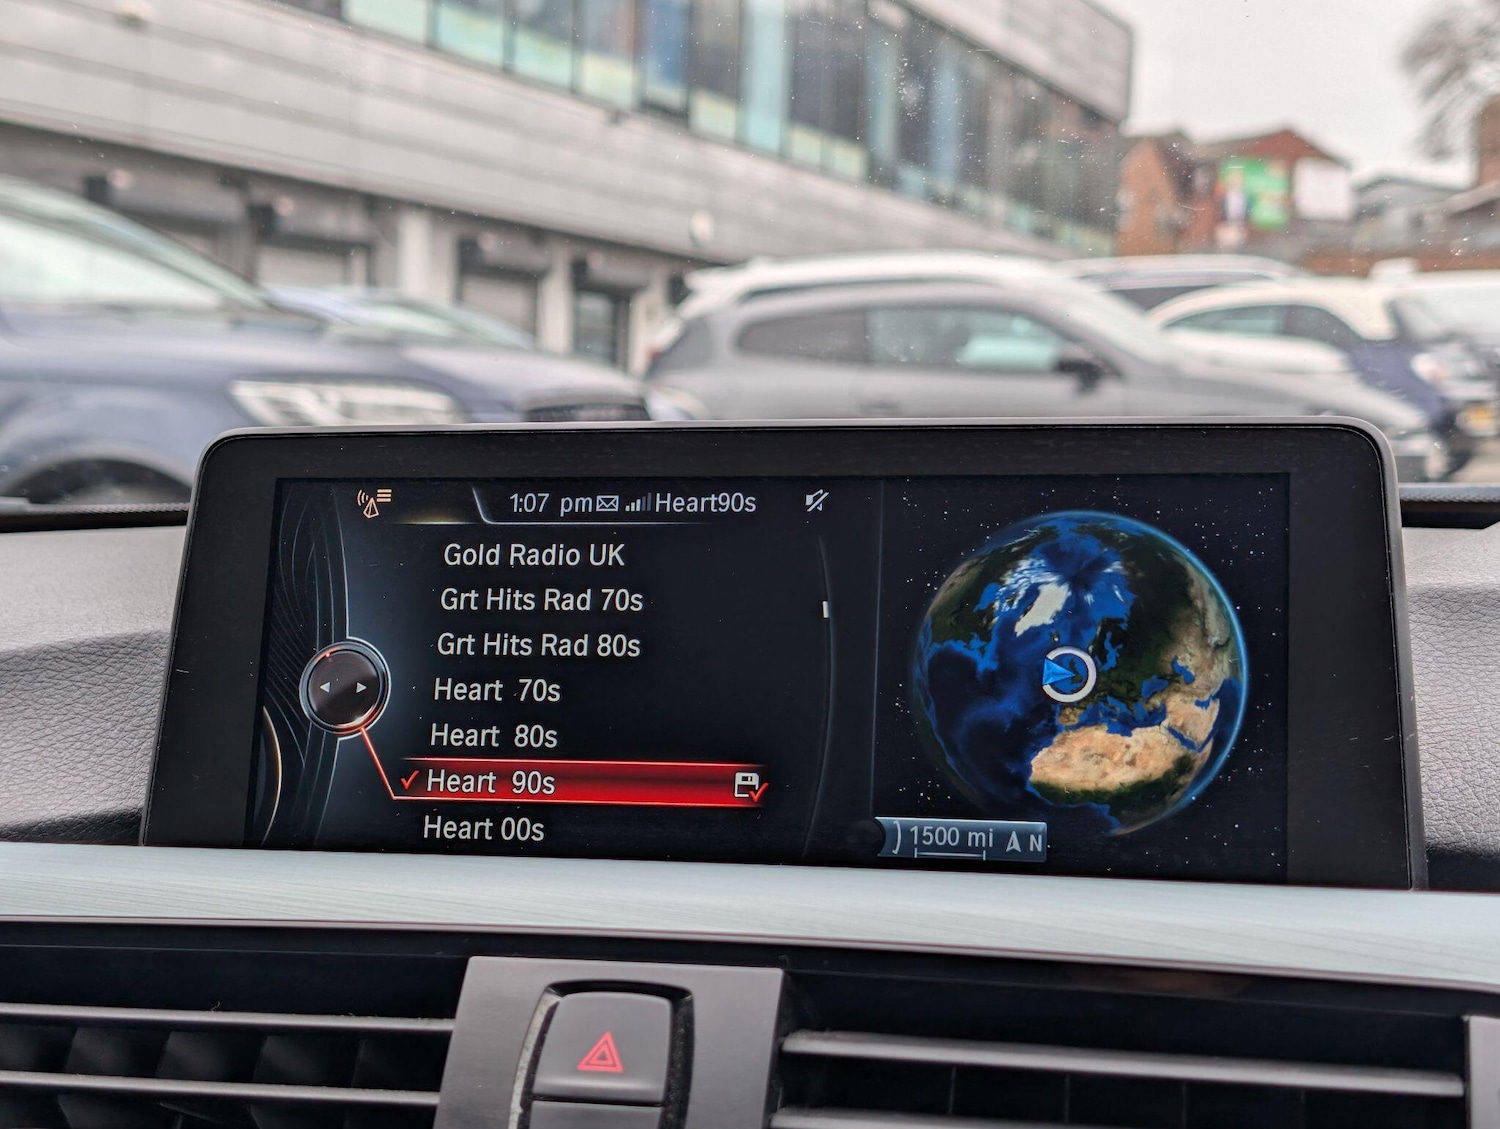 1:07 pm Heart90s
Gold Radio UK
Grt Hits Rad 70s
Grt Hits Rad 80s
Heart 70s
Heart 80s
Heart 90s
Heart 00s
1500 mi N